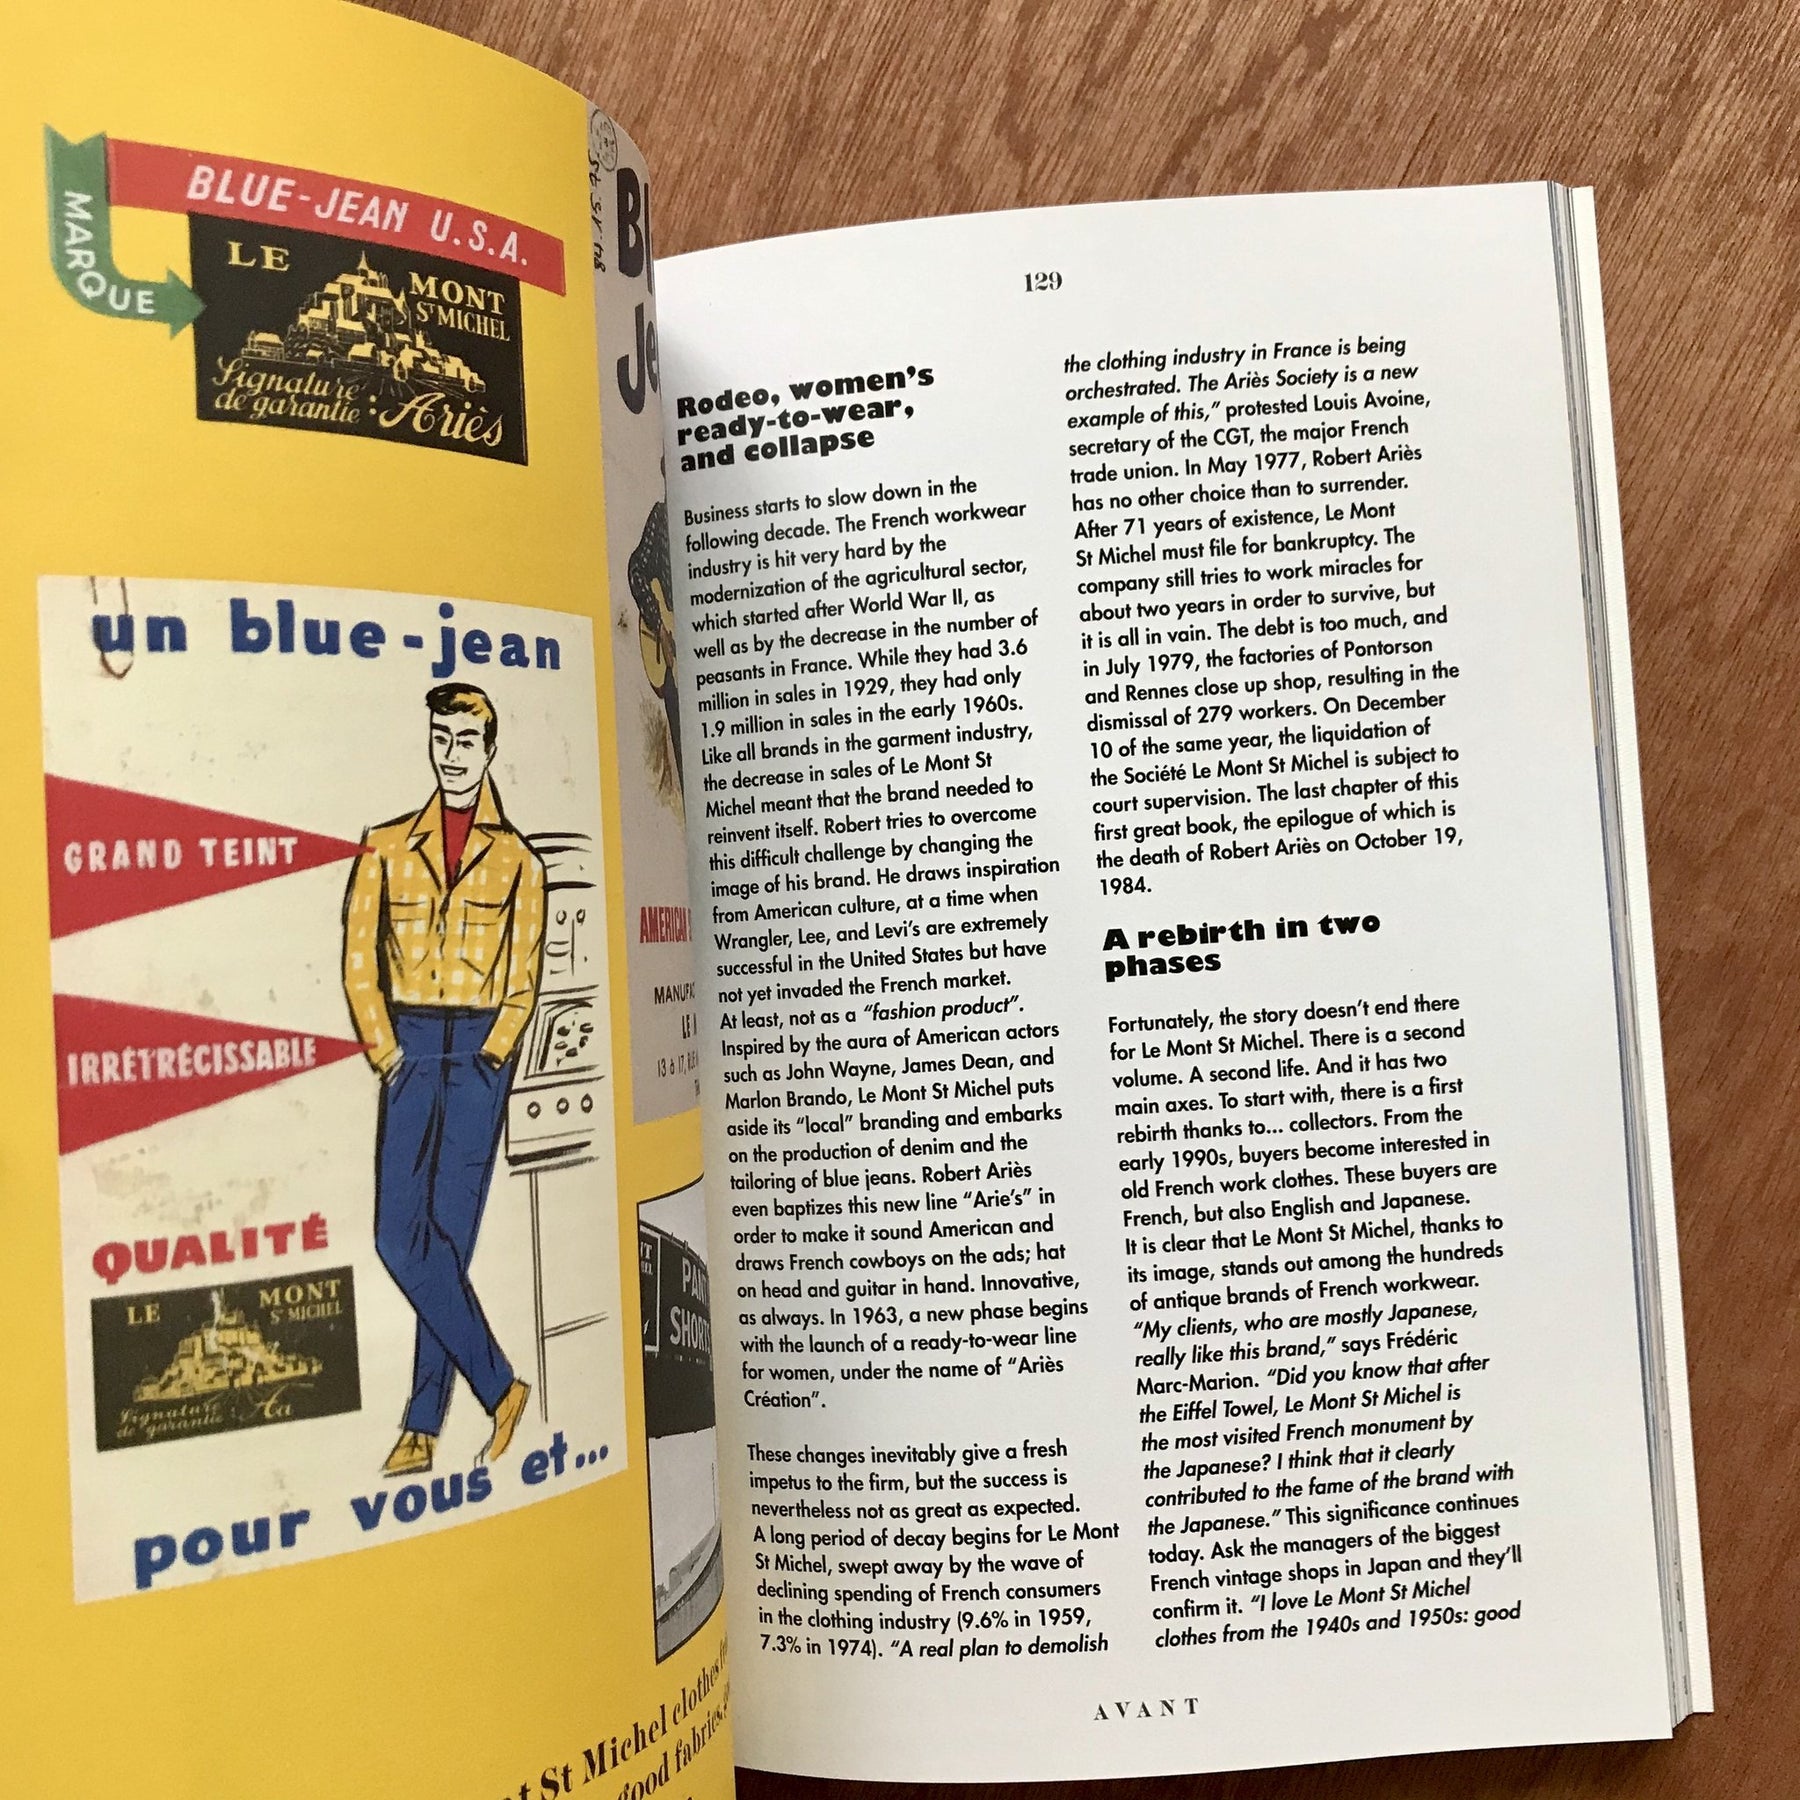 BLUE-JEAN U.S.A.
MARQUE
LE
MONT
ST MICHEL
Signature
de garantie : Ariès
un blue-jean
GRAND TEINT
IRRÉTRÉCISSABLE
QUALITÉ
LE
MONT
ST MICHEL
Signature
de garantie :
pour vous et...
84.15.75
AMERICAN
13 à 17,
SHORT
St Michel clothes
good fabrics,
129
Rodeo, women's
ready-to-wear,
and collapse
Business starts to slow down in the
following decade. The French workwear
industry is hit very hard by the
modernization of the agricultural sector,
which started after World War II, as
well as by the decrease in the number of
peasants in France. While they had 3.6
million in sales in 1929, they had only
1.9 million in sales in the early 1960s.
Like all brands in the garment industry,
the decrease in sales of Le Mont St
Michel meant that the brand needed to
reinvent itself. Robert tries to overcome
this difficult challenge by changing the
image of his brand. He draws inspiration
from American culture, at a time when
Wrangler, Lee, and Levi's are extremely
successful in the United States but have
not yet invaded the French market.
At least, not as a "fashion product".
Inspired by the aura of American actors
such as John Wayne, James Dean, and
Marlon Brando, Le Mont St Michel puts
aside its "local" branding and embarks
on the production of denim and the
tailoring of blue jeans. Robert Ariès
even baptizes this new line "Arie's" in
order to make it sound American and
draws French cowboys on the ads; hat
on head and guitar in hand. Innovative,
as always. In 1963, a new phase begins
with the launch of a ready-to-wear line
for women, under the name of "Ariès
Création".
These changes inevitably give a fresh
impetus to the firm, but the success is
nevertheless not as great as expected.
A long period of decay begins for Le Mont
St Michel, swept away by the wave of
declining spending of French consumers
in the clothing industry (9.6% in 1959,
7.3% in 1974). "A real plan to demolish
the clothing industry in France is being
orchestrated. The Ariès Society is a new
example of this," protested Louis Avoine,
secretary of the CGT, the major French
trade union. In May 1977, Robert Ariès
has no other choice than to surrender.
After 71 years of existence, Le Mont
St Michel must file for bankruptcy. The
company still tries to work miracles for
about two years in order to survive, but
it is all in vain. The debt is too much, and
in July 1979, the factories of Pontorson
and Rennes close up shop, resulting in the
dismissal of 279 workers. On December
10 of the same year, the liquidation of
the Société Le Mont St Michel is subject to
court supervision. The last chapter of this
first great book, the epilogue of which is
the death of Robert Ariès on October 19,
1984.
A rebirth in two
phases
Fortunately, the story doesn't end there
for Le Mont St Michel. There is a second
volume. A second life. And it has two
main axes. To start with, there is a first
rebirth thanks to... collectors. From the
early 1990s, buyers become interested in
old French work clothes. These buyers are
French, but also English and Japanese.
It is clear that Le Mont St Michel, thanks to
its image, stands out among the hundreds
of antique brands of French workwear.
"My clients, who are mostly Japanese,
really like this brand," says Frédéric
Marc-Marion. "Did you know that after
the Eiffel Towel, Le Mont St Michel is
the most visited French monument by
the Japanese? I think that it clearly
contributed to the fame of the brand with
the Japanese." This significance continues
today. Ask the managers of the biggest
French vintage shops in Japan and they'll
confirm it. "I love Le Mont St Michel
clothes from the 1940s and 1950s: good
AVANT